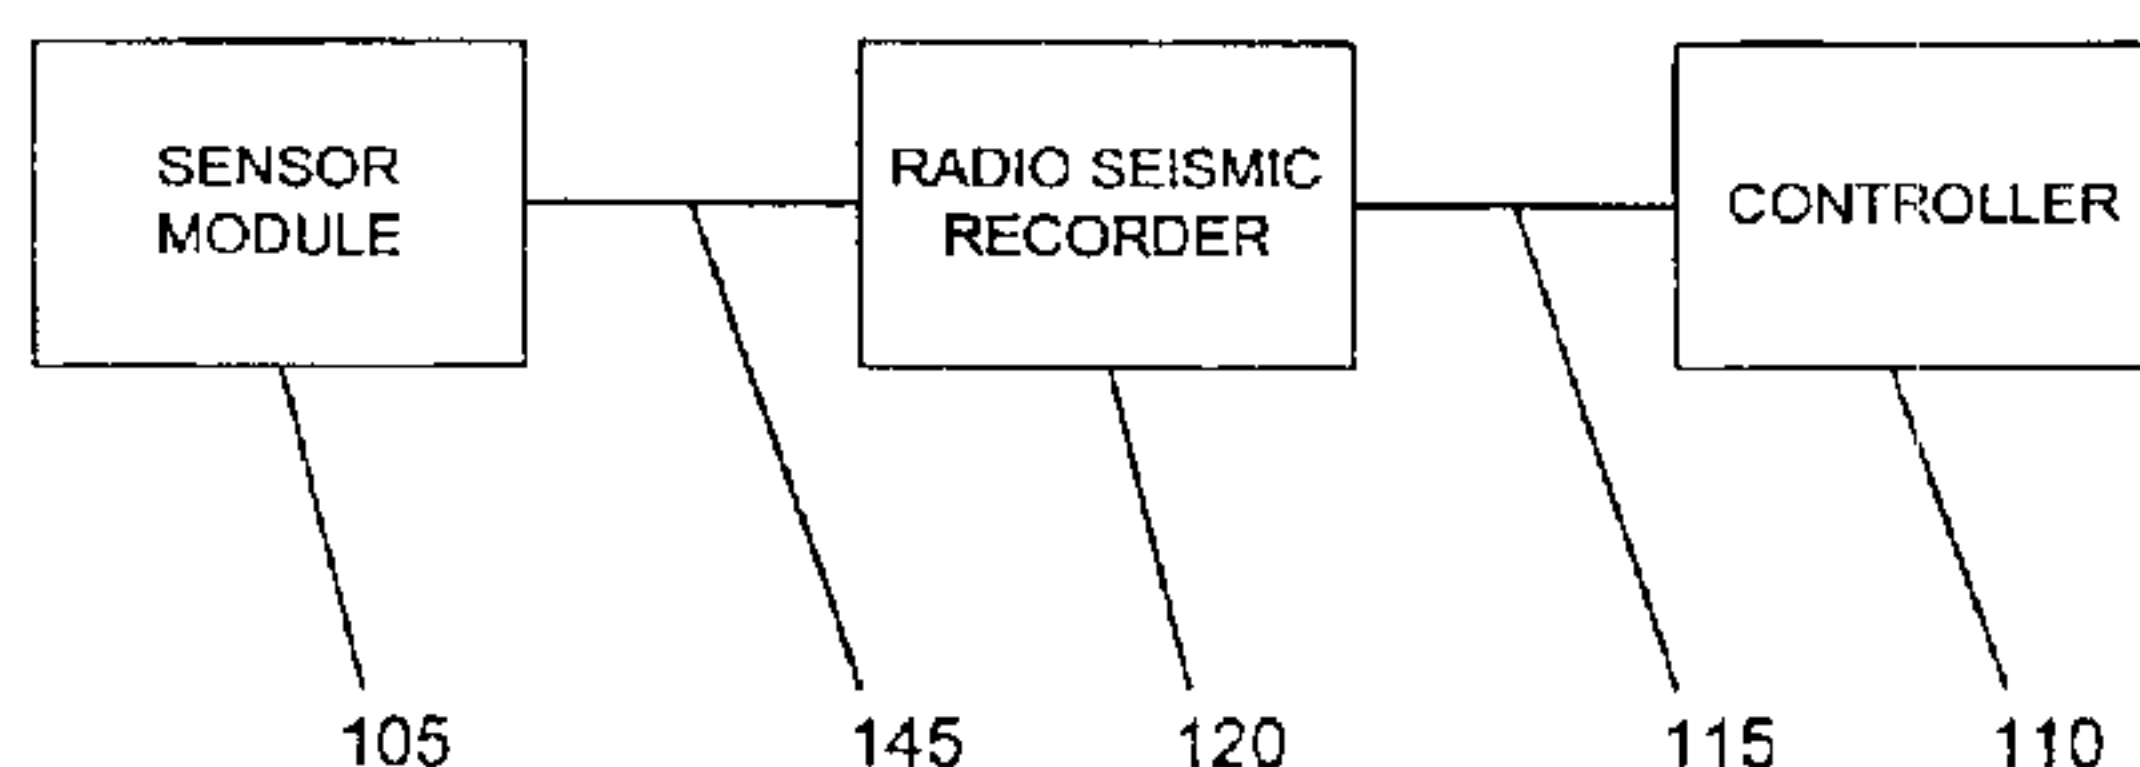 SENSOR
MODULE
RADIO SEISMIC
RECORDER
CONTROLLER
105
145
120
115
110